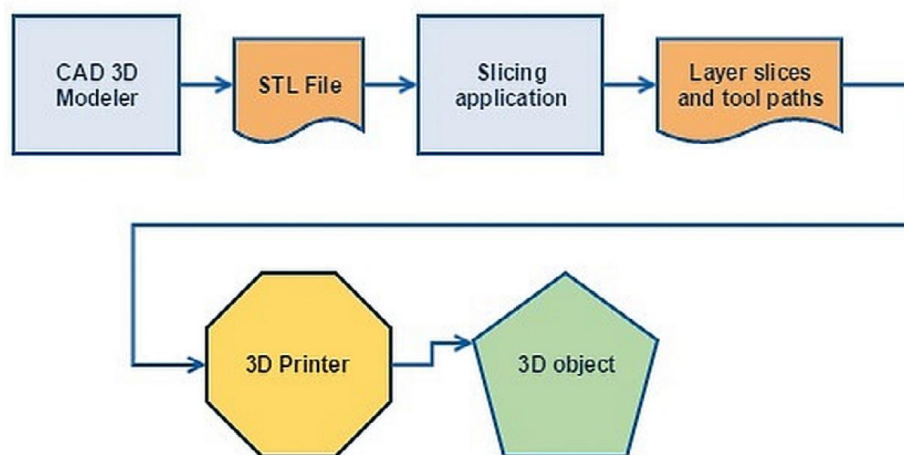 CAD 3D
Modeler
STL File
Slicing
application
Layer slices
and tool paths
3D Printer
3D object